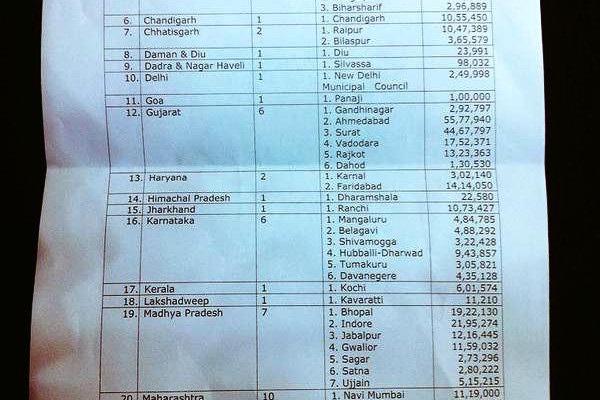 3. Biharsharif 2,96,889
6. Chandigarh 1 1. Chandigarh 10,55,450
7. Chhatisgarh 2 1. Raipur 10,47,389
2. Bilaspur 3,65,579
8. Daman & Diu 1 1. Diu 23,991
9. Dadra & Nagar Haveli 1 1. Silvassa 98,032
10. Delhi 1 1. New Delhi 2,49,998
Municipal Council
11. Goa 1 1. Panaji 1,00,000
12. Gujarat 6 1. Gandhinagar 2,92,797
2. Ahmedabad 55,77,940
3. Surat 44,67,797
4. Vadodara 17,52,371
5. Rajkot 13,23,363
6. Dahod 1,30,530
13. Haryana 2 1. Karnal 3,02,140
2. Faridabad 14,14,050
14. Himachal Pradesh 1 1. Dharamshala 22,580
15. Jharkhand 1 1. Ranchi 10,73,427
16. Karnataka 6 1. Mangaluru 4,84,785
2. Belagavi 4,88,292
3. Shivamogga 3,22,428
4. Hubballi-Dharwad 9,43,857
5. Tumakuru 3,05,821
6. Davanegere 4,35,128
17. Kerala 1 1. Kochi 6,01,574
18. Lakshadweep 1 1. Kavaratti 11,210
19. Madhya Pradesh 7 1. Bhopal 19,22,130
2. Indore 21,95,274
3. Jabalpur 12,16,445
4. Gwalior 11,59,032
5. Sagar 2,73,296
6. Satna 2,80,222
7. Ujjain 5,15,215
20. Maharashtra 10 1. Navi Mumbai 11,19,000